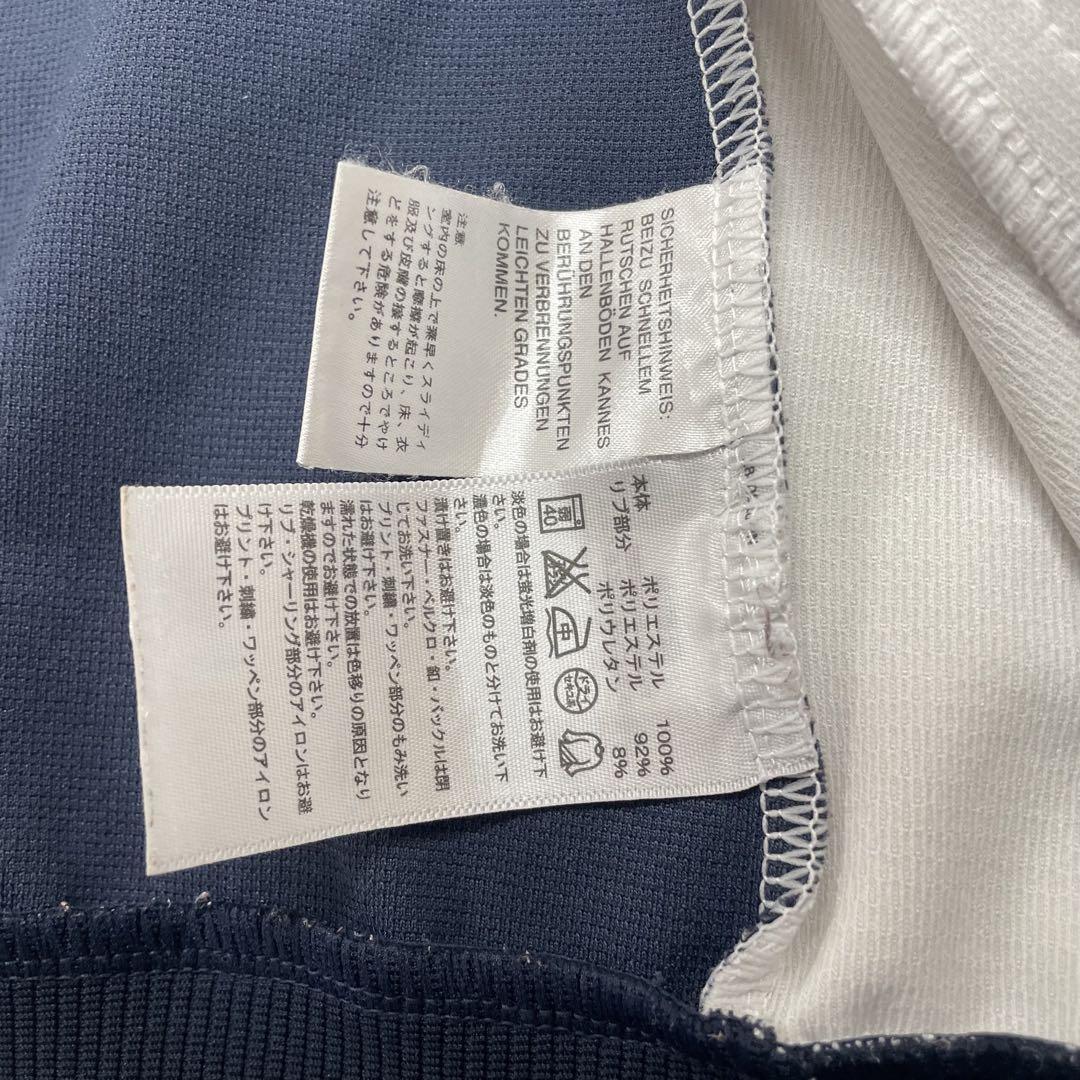 SICHERHEITSHINWEIS:
BEIZU SCHNELLEM
RUTSCHEN AUF
HALLENBÖDEN KANNES
AN DEN
BERÜHRUNGSPUNKTEN
ZU VERBRENNUNGEN
LEICHTEN GRADES
KOMMEN.
注意
室内の床の上で素早くスライディ
ングすると摩擦が起こり、床、衣
服及び皮膚の接するところでやけ
どをする危険がありますので十分
注意して下さい。
本体 ポリエステル 100%
リブ部分 ポリエステル 92%
ポリウレタン 8%
弱 40 中 ドライ セキユ系
淡色の場合は蛍光増白剤の使用はお避け下
さい。
濃色の場合は淡色のものと分けてお洗い下
さい。
漬け置きはお避け下さい。
ファスナー・ベルクロ・釦・バックルは閉
じてお洗い下さい。
プリント・刺繍・ワッペン部分のもみ洗い
はお避け下さい。
濡れた状態での放置は色移りの原因となり
ますのでお避け下さい。
乾燥機の使用はお避け下さい。
リブ・シャーリング部分のアイロンはお避
け下さい。
プリント・刺繍・ワッペン部分のアイロン
はお避け下さい。